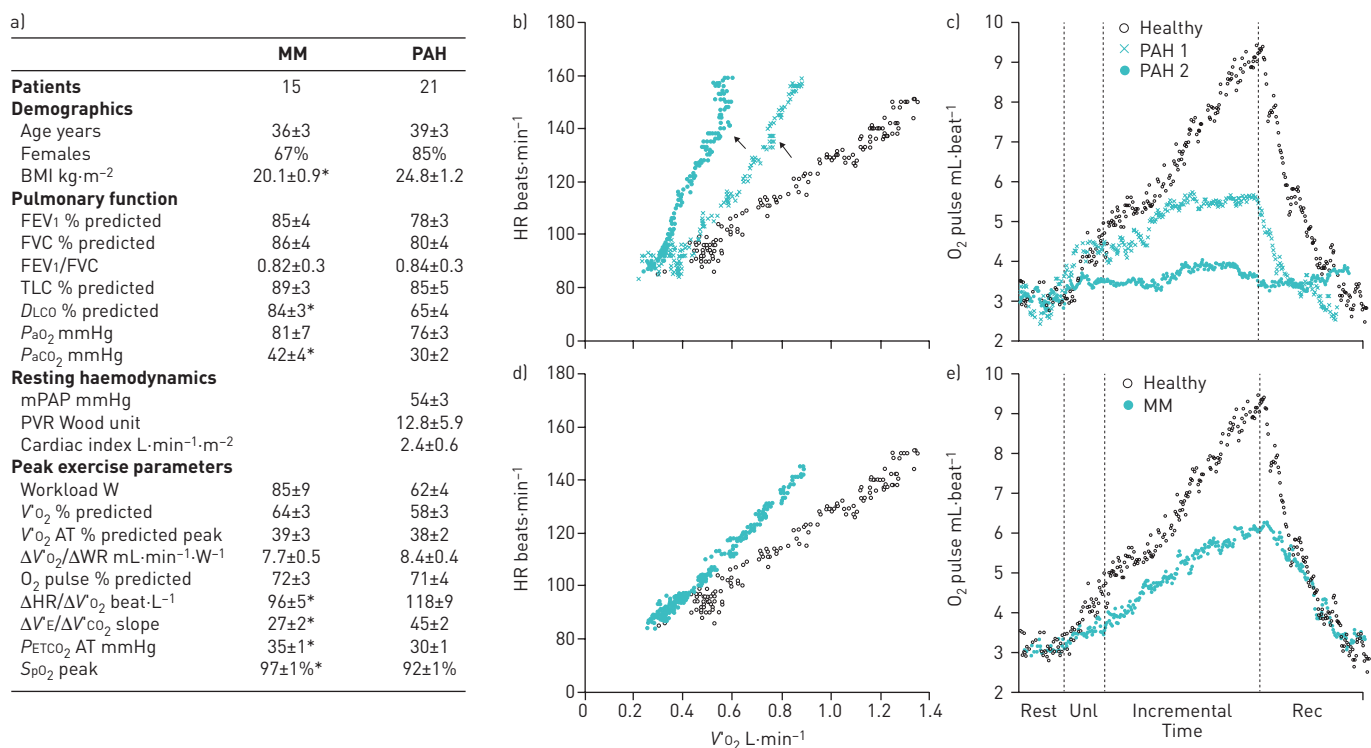 a)
MM PAH
Patients 15 21
Demographics
Age years 36±3 39±3
Females 67% 85%
BMI kg·m−2 20.1±0.9* 24.8±1.2
Pulmonary function
FEV1 % predicted 85±4 78±3
FVC % predicted 86±4 80±4
FEV1/FVC 0.82±0.3 0.84±0.3
TLC % predicted 89±3 85±5
DLCO % predicted 84±3* 65±4
PaO2 mmHg 81±7 76±3
PaCO2 mmHg 42±4* 30±2
Resting haemodynamics
mPAP mmHg 54±3
PVR Wood unit 12.8±5.9
Cardiac index L·min−1·m−2 2.4±0.6
Peak exercise parameters
Workload W 85±9 62±4
V'O2 % predicted 64±3 58±3
V'O2 AT % predicted peak 39±3 38±2
ΔV'O2/ΔWR mL·min−1·W−1 7.7±0.5 8.4±0.4
O2 pulse % predicted 72±3 71±4
ΔHR/ΔV'O2 beat·L−1 96±5* 118±9
ΔV'E/ΔV'CO2 slope 27±2* 45±2
PETCO2 AT mmHg 35±1* 30±1
SpO2 peak 97±1%* 92±1%
b)
HR beats·min−1
180
160
140
120
100
80
0
c)
O2 pulse mL·beat−1
10
9
8
7
6
5
4
3
2
Healthy
PAH 1
PAH 2
d)
HR beats·min−1
180
160
140
120
100
80
0
0 0.2 0.4 0.6 0.8 1.0 1.2 1.4
V'O2 L·min−1
e)
O2 pulse mL·beat−1
10
9
8
7
6
5
4
3
2
Healthy
MM
Rest Unl Incremental Rec
Time